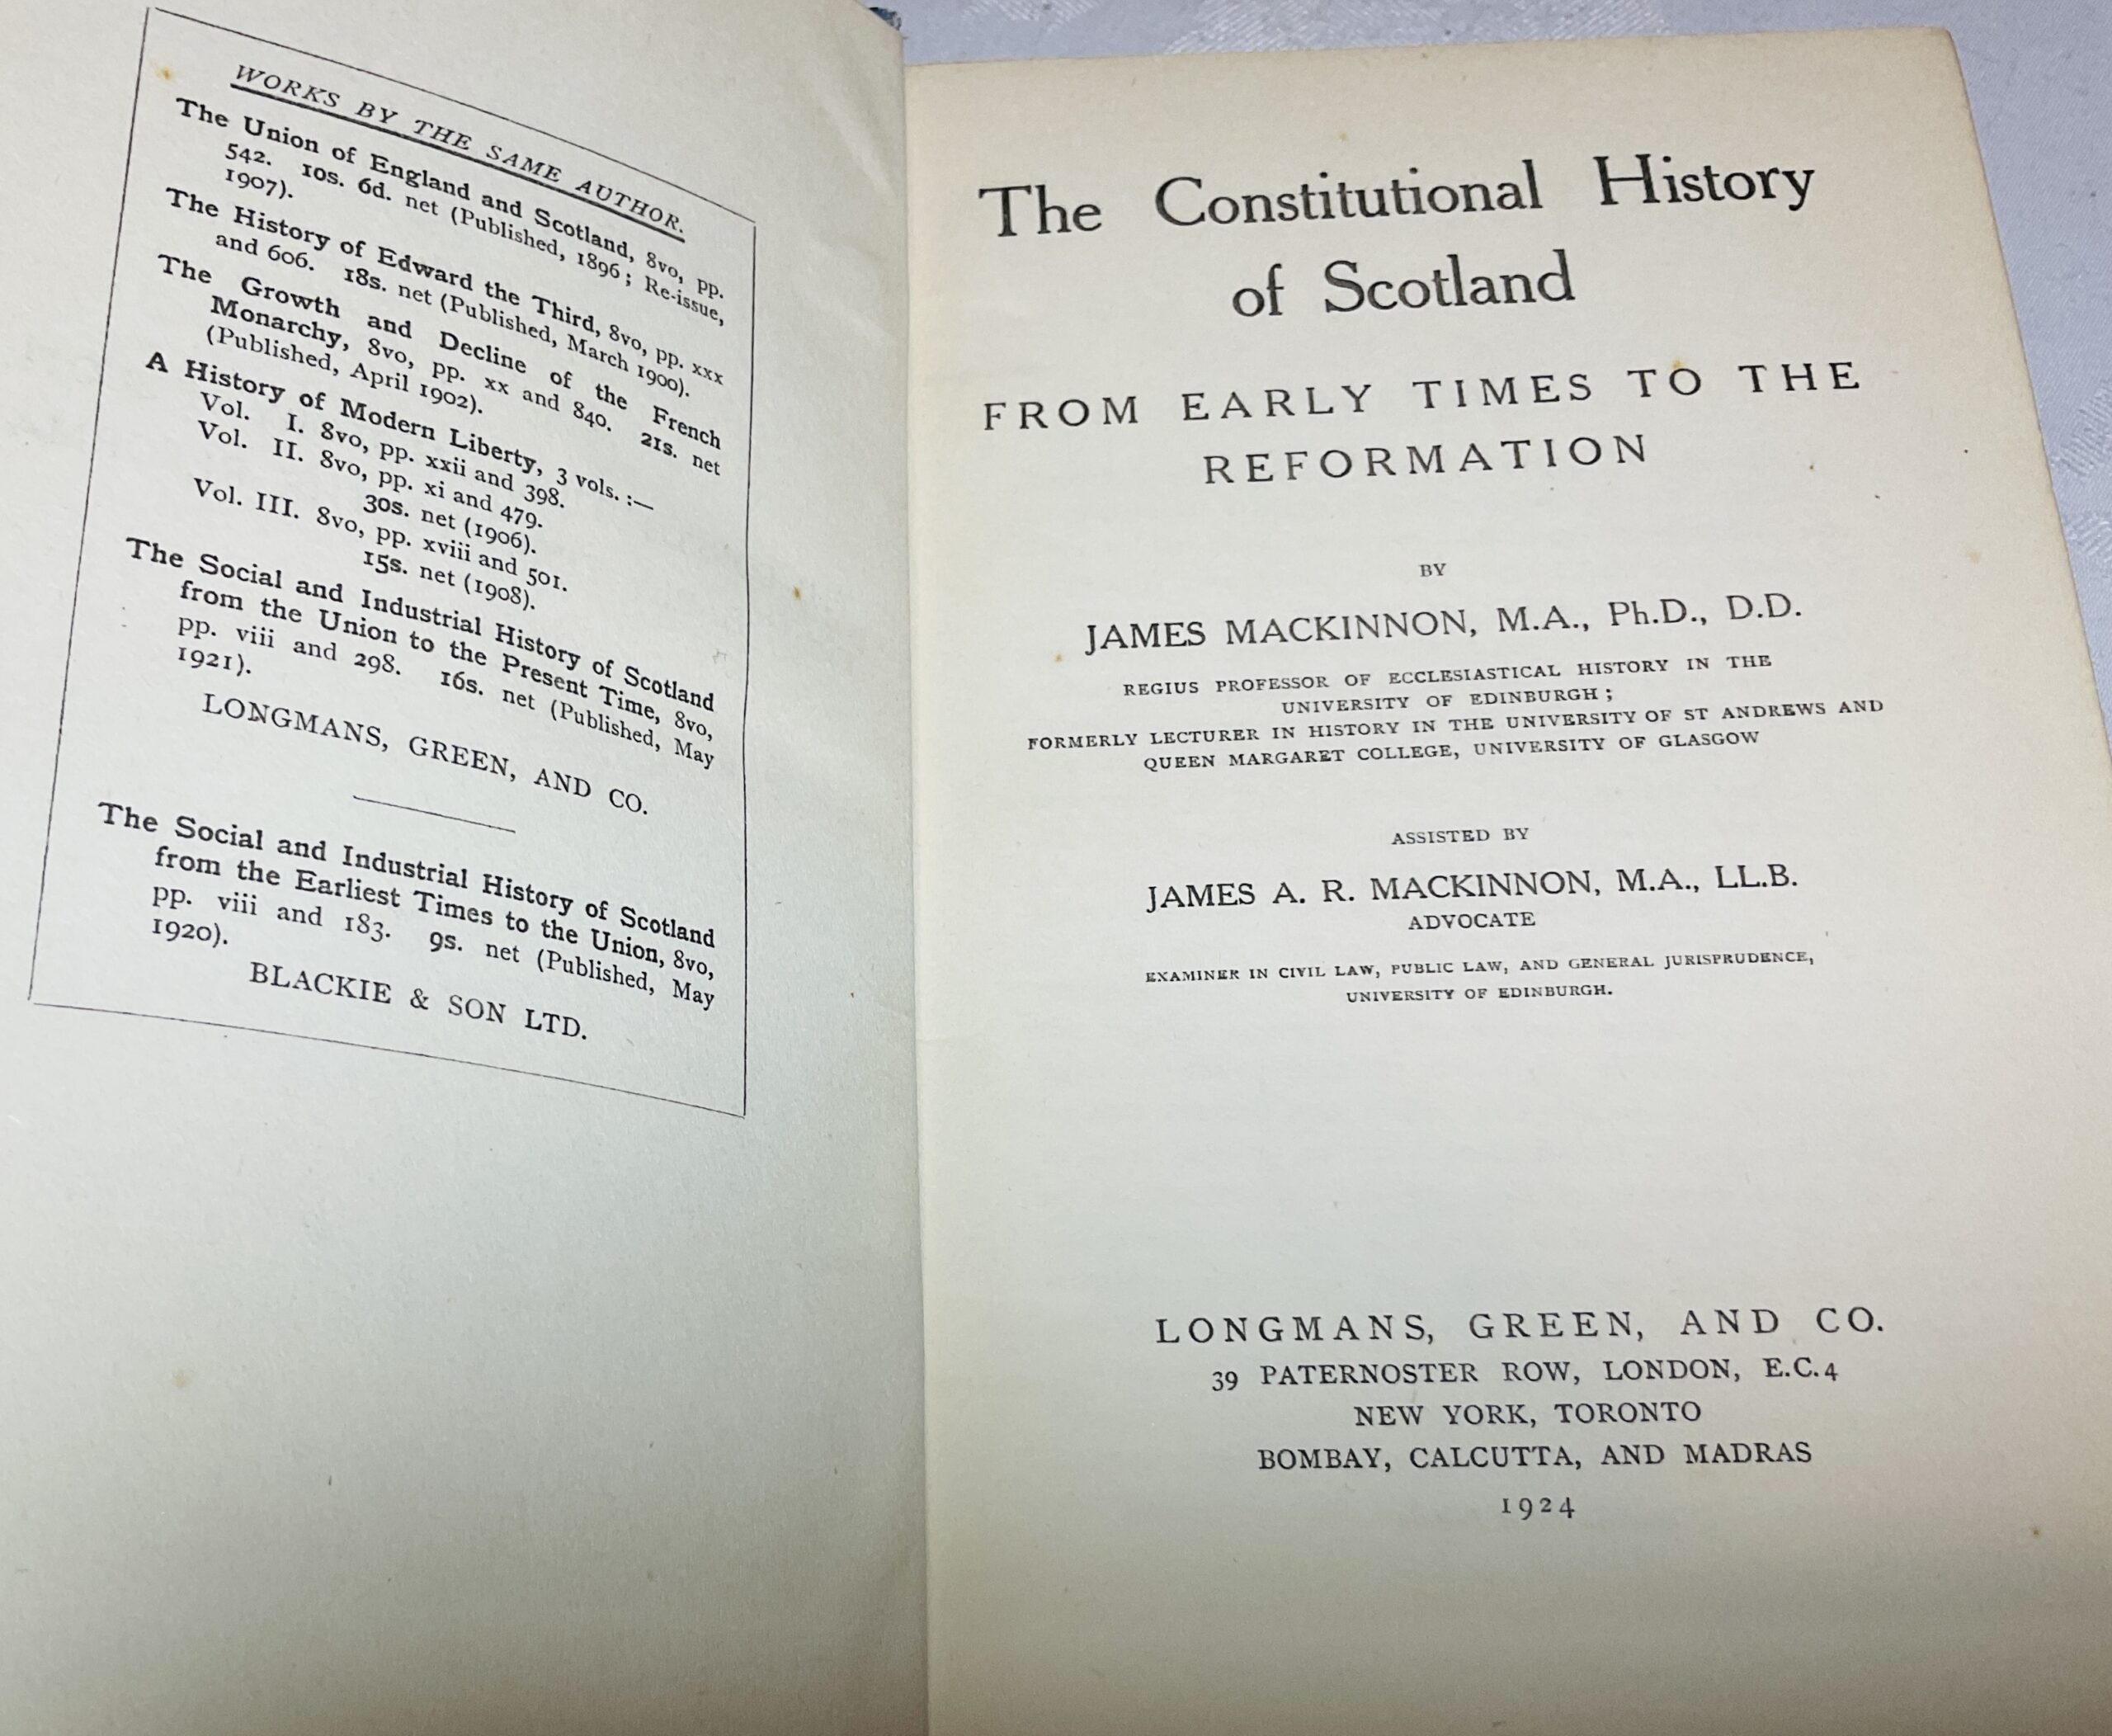 WORKS BY THE SAME AUTHOR.
The Union of England and Scotland, 8vo, pp.
542. 10s. 6d. net (Published, 1896; Re-issue,
1907).
The History of Edward the Third, 8vo, pp. xxx
and 606. 18s. net (Published, March 1900).
The Growth and Decline of the French
Monarchy, 8vo, pp. xx and 840. 21s. net
(Published, April 1902).
A History of Modern Liberty, 3 vols. :—
Vol. I. 8vo, pp. xxii and 398.
Vol. II. 8vo, pp. xi and 479.
30s. net (1906).
Vol. III. 8vo, pp. xviii and 501.
15s. net (1908).
The Social and Industrial History of Scotland
from the Union to the Present Time, 8vo,
pp. viii and 298. 16s. net (Published, May
1921).
LONGMANS, GREEN, AND CO.
The Social and Industrial History of Scotland
from the Earliest Times to the Union, 8vo,
pp. viii and 183. 9s. net (Published, May
1920).
BLACKIE & SON LTD.
The Constitutional History
of Scotland
FROM EARLY TIMES TO THE
REFORMATION
BY
JAMES MACKINNON, M.A., Ph.D., D.D.
REGIUS PROFESSOR OF ECCLESIASTICAL HISTORY IN THE
UNIVERSITY OF EDINBURGH;
FORMERLY LECTURER IN HISTORY IN THE UNIVERSITY OF ST ANDREWS AND
QUEEN MARGARET COLLEGE, UNIVERSITY OF GLASGOW
ASSISTED BY
JAMES A. R. MACKINNON, M.A., LL.B.
ADVOCATE
EXAMINER IN CIVIL LAW, PUBLIC LAW, AND GENERAL JURISPRUDENCE,
UNIVERSITY OF EDINBURGH.
LONGMANS, GREEN, AND CO.
39 PATERNOSTER ROW, LONDON, E.C.4
NEW YORK, TORONTO
BOMBAY, CALCUTTA, AND MADRAS
1924